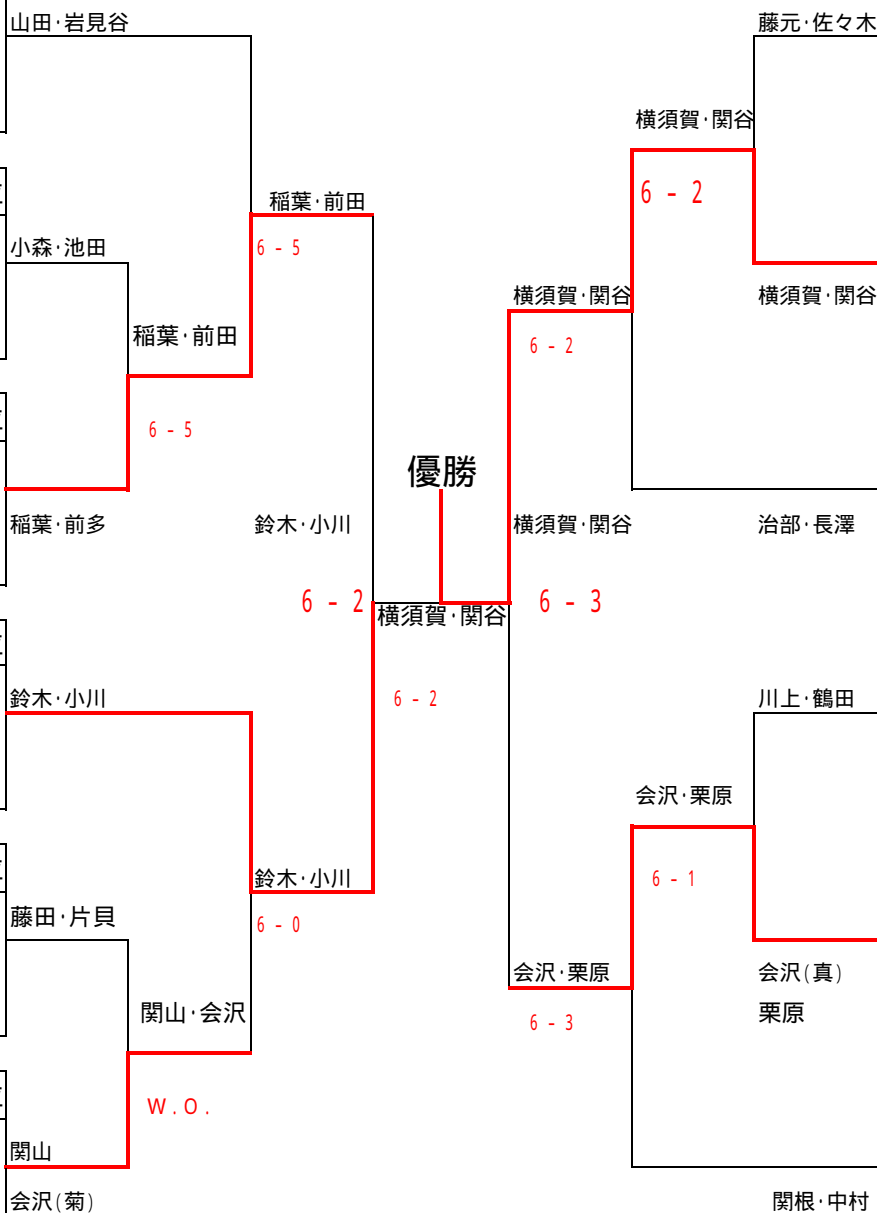 山田・岩見谷
藤元・佐々木
横須賀・関谷
6 - 2
稲葉・前田
6 - 5
小森・池田
横須賀・関谷
横須賀・関谷
稲葉・前田
6 - 2
6 - 5
優勝
稲葉・前多
鈴木・小川
横須賀・関谷
治部・長澤
6 - 2
横須賀・関谷
6 - 3
鈴木・小川
6 - 2
川上・鶴田
会沢・栗原
鈴木・小川
6 - 1
藤田・片貝
6 - 0
会沢・栗原
会沢(真)
関山・会沢
栗原
6 - 3
W.O.
関山
会沢(菊)
関根・中村